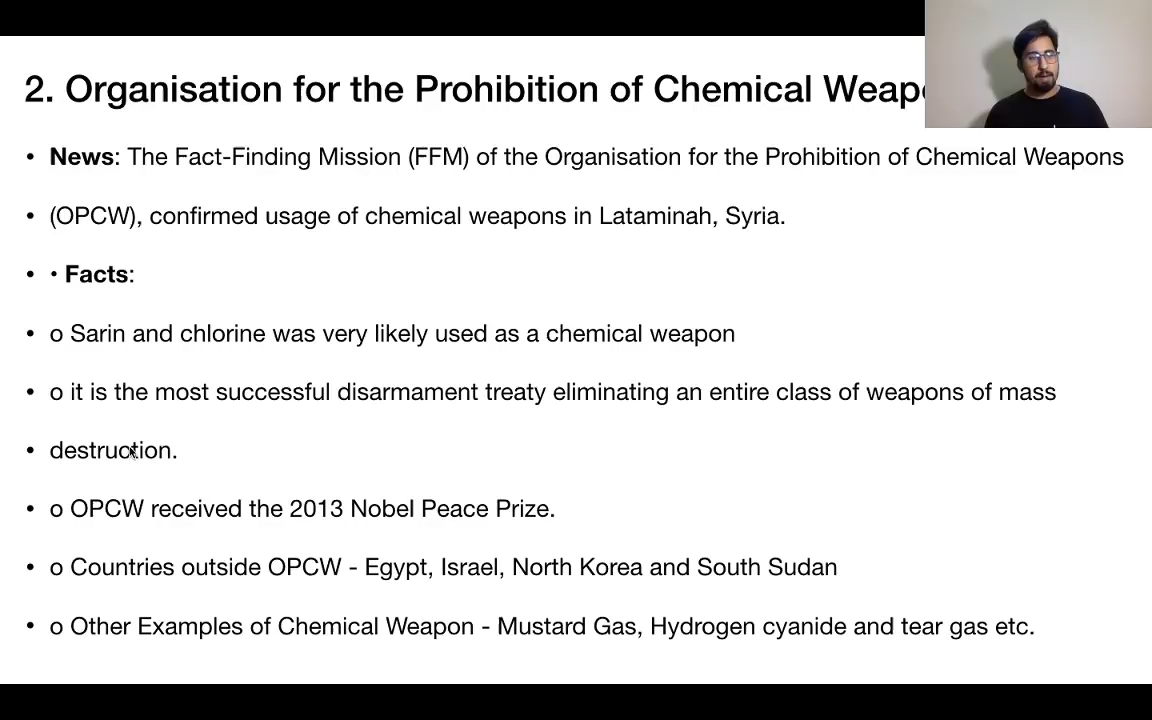 2. Organisation for the Prohibition of Chemical
• News: The Fact-Finding Mission (FFM) of the Organisation for the Prohibition of Chemical Weapons
• (OPCW), confirmed usage of chemical weapons in Lataminah, Syria.
• • Facts:
• o Sarin and chlorine was very likely used as a chemical weapon
• o it is the most successful disarmament treaty eliminating an entire class of weapons of mass
• destruction.
• o OPCW received the 2013 Nobel Peace Prize.
• o Countries outside OPCW - Egypt, Israel, North Korea and South Sudan
• o Other Examples of Chemical Weapon - Mustard Gas, Hydrogen cyanide and tear gas etc.